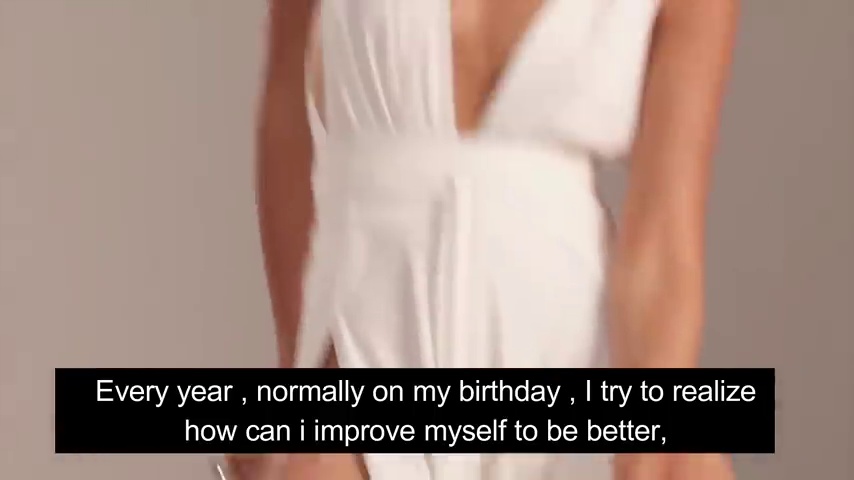 Every year , normally on my birthday , I try to realize
how can i improve myself to be better,